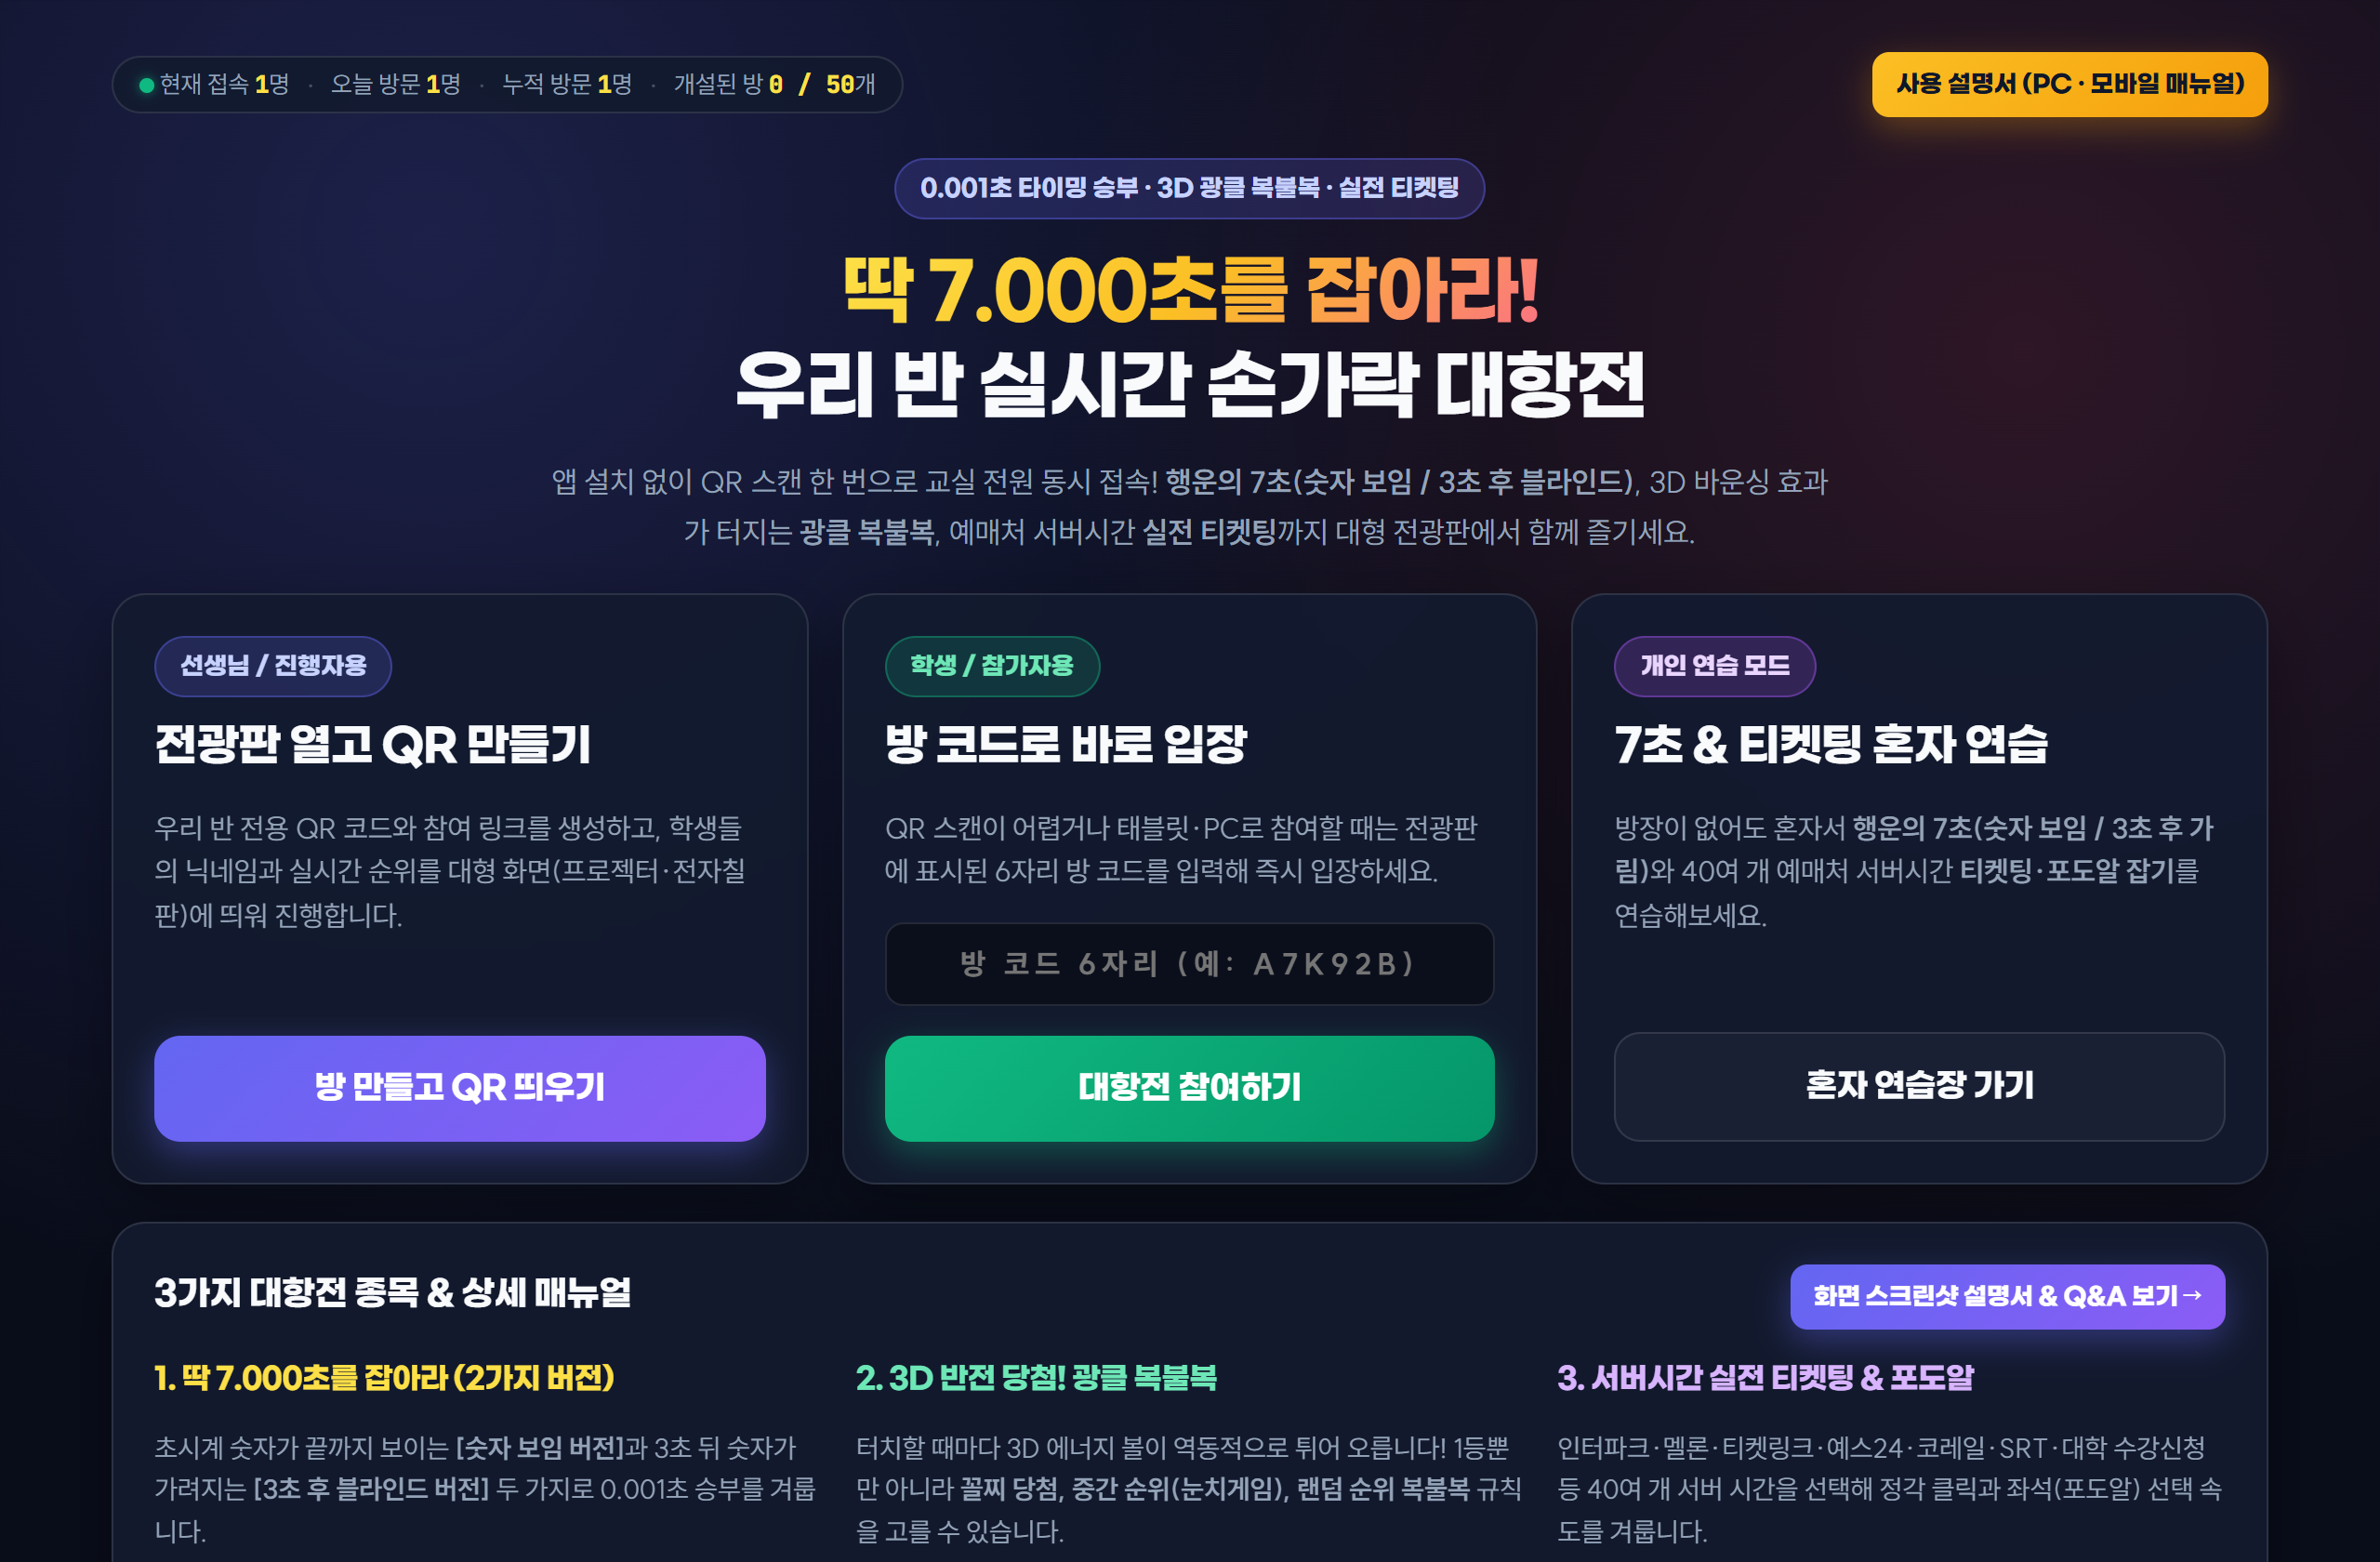 현재 접속 1명 · 오늘 방문 1명 · 누적 방문 1명 · 개설된 방 0 / 50개
사용 설명서 (PC · 모바일 매뉴얼)
0.001초 타이밍 승부 · 3D 광클 복불복 · 실전 티켓팅
딱 7.000초를 잡아라!
우리 반 실시간 손가락 대항전
앱 설치 없이 QR 스캔 한 번으로 교실 전원 동시 접속! 행운의 7초(숫자 보임 / 3초 후 블라인드), 3D 바운싱 효과
가 터지는 광클 복불복, 예매처 서버시간 실전 티켓팅까지 대형 전광판에서 함께 즐기세요.
선생님 / 진행자용
전광판 열고 QR 만들기
우리 반 전용 QR 코드와 참여 링크를 생성하고, 학생들
의 닉네임과 실시간 순위를 대형 화면(프로젝터·전자칠
판)에 띄워 진행합니다.
방 만들고 QR 띄우기
학생 / 참가자용
방 코드로 바로 입장
QR 스캔이 어렵거나 태블릿·PC로 참여할 때는 전광판
에 표시된 6자리 방 코드를 입력해 즉시 입장하세요.
방 코드 6자리 (예: A7K92B)
대항전 참여하기
개인 연습 모드
7초 & 티켓팅 혼자 연습
방장이 없어도 혼자서 행운의 7초(숫자 보임 / 3초 후 가
림)와 40여 개 예매처 서버시간 티켓팅·포도알 잡기를
연습해보세요.
혼자 연습장 가기
3가지 대항전 종목 & 상세 매뉴얼
화면 스크린샷 설명서 & Q&A 보기 →
1. 딱 7.000초를 잡아라 (2가지 버전)
초시계 숫자가 끝까지 보이는 [숫자 보임 버전]과 3초 뒤 숫자가
가려지는 [3초 후 블라인드 버전] 두 가지로 0.001초 승부를 겨룹
니다.
2. 3D 반전 당첨! 광클 복불복
터치할 때마다 3D 에너지 볼이 역동적으로 튀어 오릅니다! 1등뿐
만 아니라 꼴찌 당첨, 중간 순위(눈치게임), 랜덤 순위 복불복 규칙
을 고를 수 있습니다.
3. 서버시간 실전 티켓팅 & 포도알
인터파크·멜론·티켓링크·예스24·코레일·SRT·대학 수강신청
등 40여 개 서버 시간을 선택해 정각 클릭과 좌석(포도알) 선택 속
도를 겨룹니다.